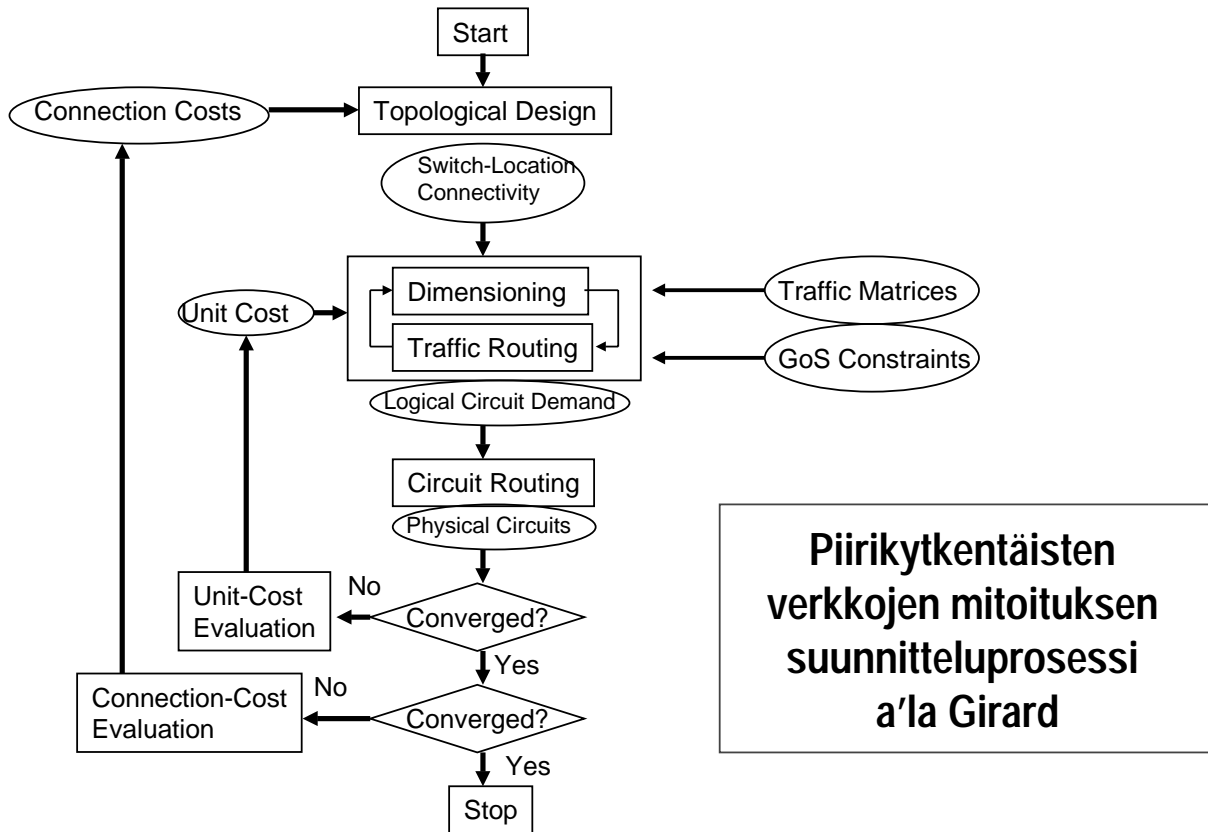 Start
Connection Costs
Topological Design
Switch-Location
Connectivity
Dimensioning
Unit Cost
Traffic Matrices
Traffic Routing
GoS Constraints
Logical Circuit Demand
Circuit Routing
Physical Circuits
No
Unit-Cost
Evaluation
Converged?
Yes
No
Connection-Cost
Evaluation
Converged?
Yes
Stop
Piirikytkentäisten
verkkojen mitoituksen
suunnitteluprosessi
a'la Girard